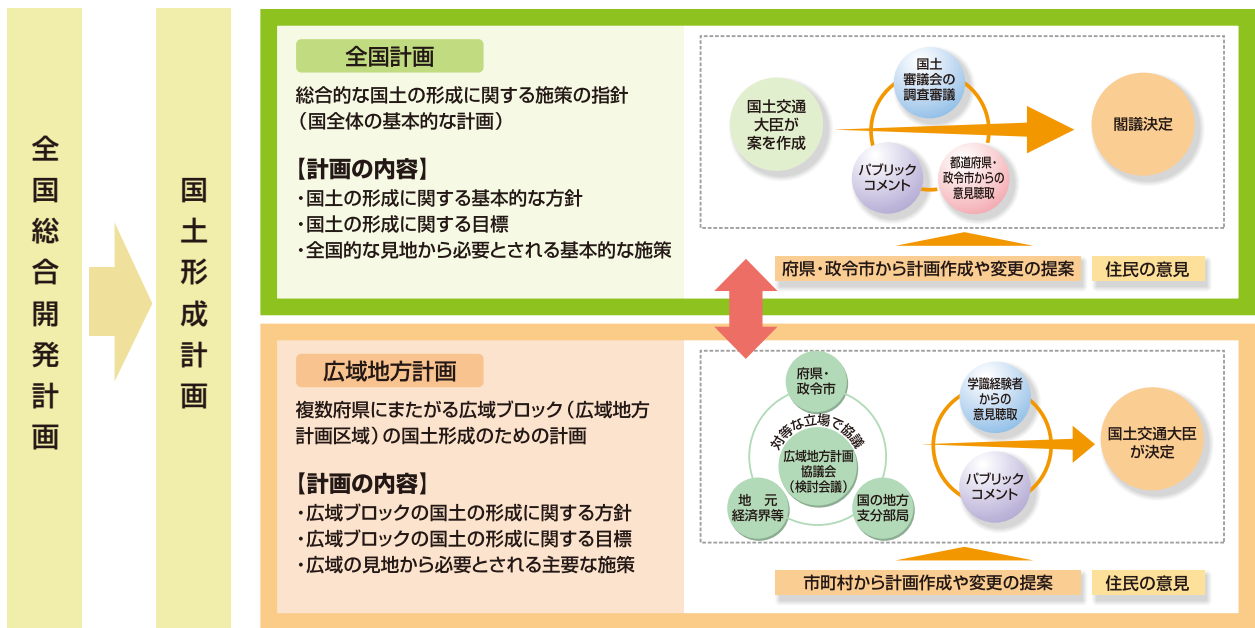 全国総合開発計画
国土形成計画
全国計画
総合的な国土の形成に関する施策の指針
（国全体の基本的な計画）
【計画の内容】
・国土の形成に関する基本的な方針
・国土の形成に関する目標
・全国的な見地から必要とされる基本的な施策
国土交通
大臣が
案を作成
国土
審議会の
調査審議
パブリック
コメント
都道府県・
政令市からの
意見聴取
閣議決定
府県・政令市から計画作成や変更の提案
住民の意見
広域地方計画
複数府県にまたがる広域ブロック（広域地方
計画区域）の国土形成のための計画
【計画の内容】
・広域ブロックの国土の形成に関する方針
・広域ブロックの国土の形成に関する目標
・広域の見地から必要とされる主要な施策
府県・
政令市
対等な立場で協議
広域地方計画
協議会
（検討会議）
地　元
経済界等
国の地方
支分部局
学識経験者
からの
意見聴取
パブリック
コメント
国土交通大臣
が決定
市町村から計画作成や変更の提案
住民の意見